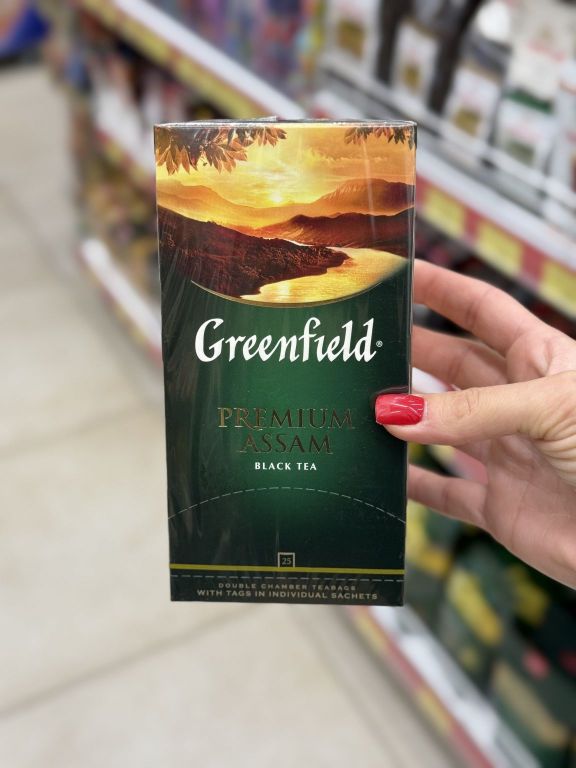 Greenfield®
PREMIUM
ASSAM
BLACK TEA
25
DOUBLE CHAMBER TEABAGS
WITH TAGS IN INDIVIDUAL SACHETS